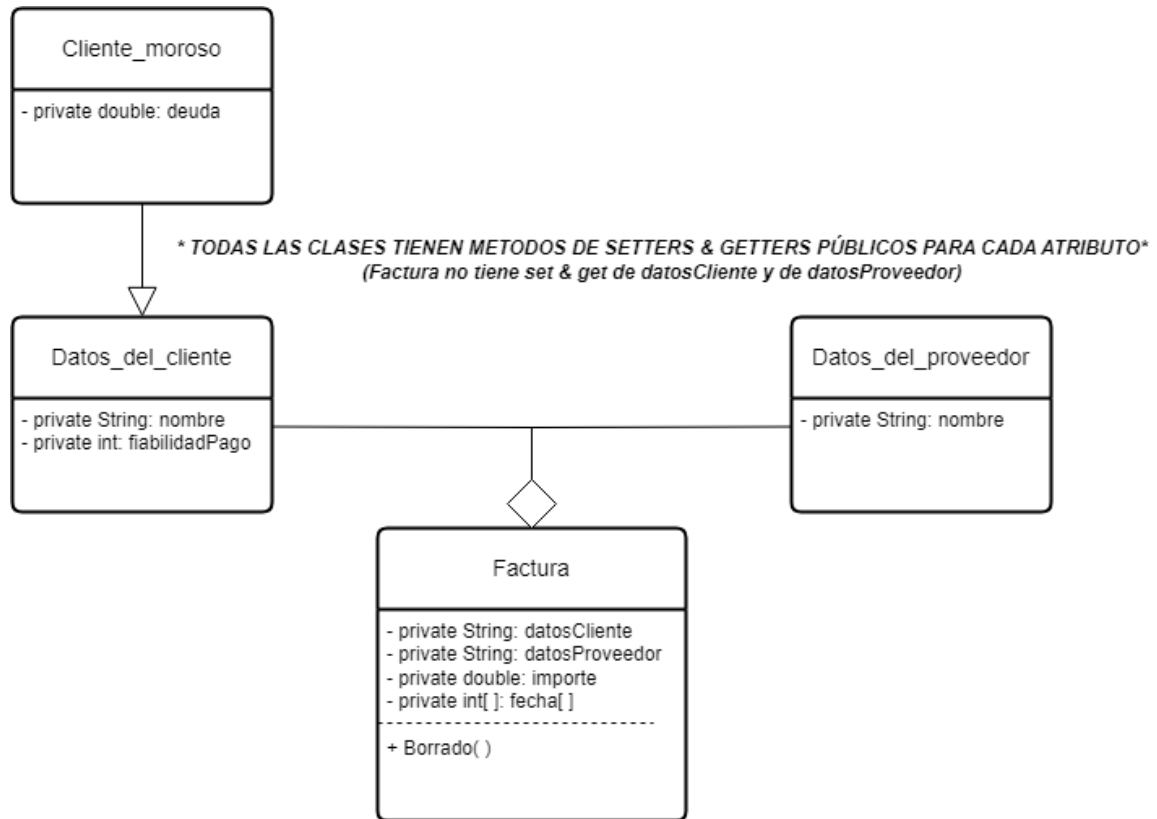 Cliente_moroso
- private double: deuda
* TODAS LAS CLASES TIENEN METODOS DE SETTERS & GETTERS PÚBLICOS PARA CADA ATRIBUTO*
(Factura no tiene set & get de datosCliente y de datosProveedor)
Datos_del_cliente
- private String: nombre
- private int: fiabilidadPago
Datos_del_proveedor
- private String: nombre
Factura
- private String: datosCliente
- private String: datosProveedor
- private double: importe
- private int[ ]: fecha[ ]
+ Borrado( )